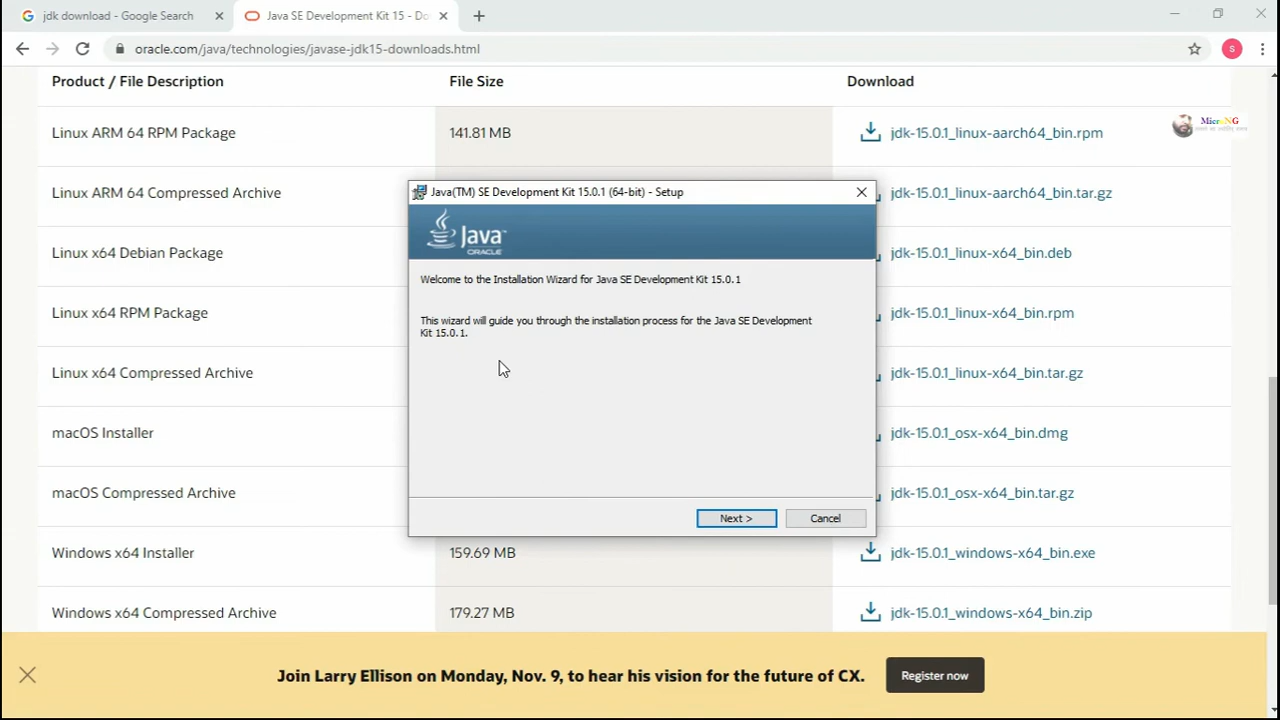 jdk download - Google Search
Java SE Development Kit 15 - Do
oracle.com/java/technologies/javase-jdk15-downloads.html
S
Product / File Description File Size Download
Linux ARM 64 RPM Package 141.81 MB jdk-15.0.1_linux-aarch64_bin.rpm
MicroNG
Linux ARM 64 Compressed Archive jdk-15.0.1_linux-aarch64_bin.tar.gz
Linux x64 Debian Package jdk-15.0.1_linux-x64_bin.deb
Linux x64 RPM Package jdk-15.0.1_linux-x64_bin.rpm
Linux x64 Compressed Archive jdk-15.0.1_linux-x64_bin.tar.gz
macOS Installer jdk-15.0.1_osx-x64_bin.dmg
macOS Compressed Archive jdk-15.0.1_osx-x64_bin.tar.gz
Windows x64 Installer 159.69 MB jdk-15.0.1_windows-x64_bin.exe
Windows x64 Compressed Archive 179.27 MB jdk-15.0.1_windows-x64_bin.zip
Java(TM) SE Development Kit 15.0.1 (64-bit) - Setup
Java™
ORACLE
Welcome to the Installation Wizard for Java SE Development Kit 15.0.1
This wizard will guide you through the installation process for the Java SE Development
Kit 15.0.1.
Next > Cancel
Join Larry Ellison on Monday, Nov. 9, to hear his vision for the future of CX. Register now